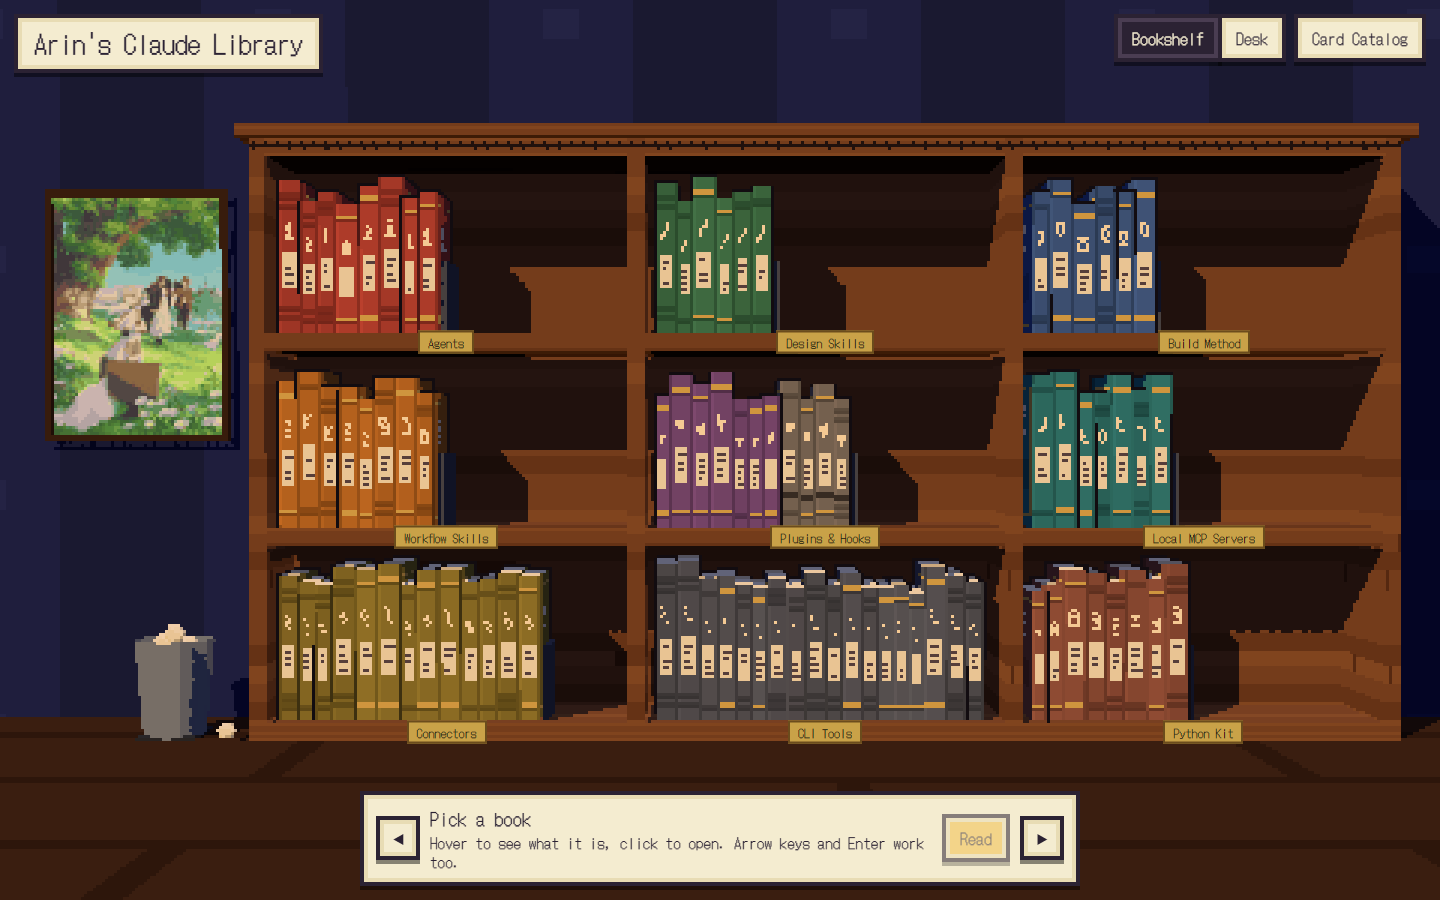 Arin's Claude Library
Bookshelf
Desk
Card Catalog
Agents
Design Skills
Build Method
Workflow Skills
Plugins & Hooks
Local MCP Servers
Connectors
CLI Tools
Python Kit
Pick a book
Hover to see what it is, click to open. Arrow keys and Enter work
too.
◄
Read
►